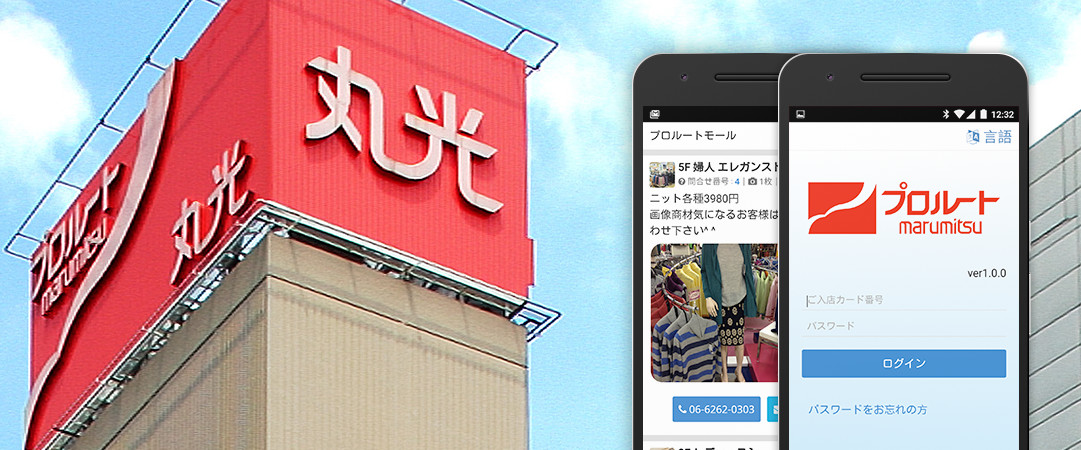 丸光
丸光
プロルート
marumitsu
プロルートモール
5F 婦人 エレガンスト
問合せ番号:4 | 1枚
ニット各種3980円
画像商材気になるお客様は
わせ下さい^ ^
06-6262-0303
12:32
言語
プロルート
marumitsu
ver1.0.0
ご入店カード番号
パスワード
ログイン
パスワードをお忘れの方